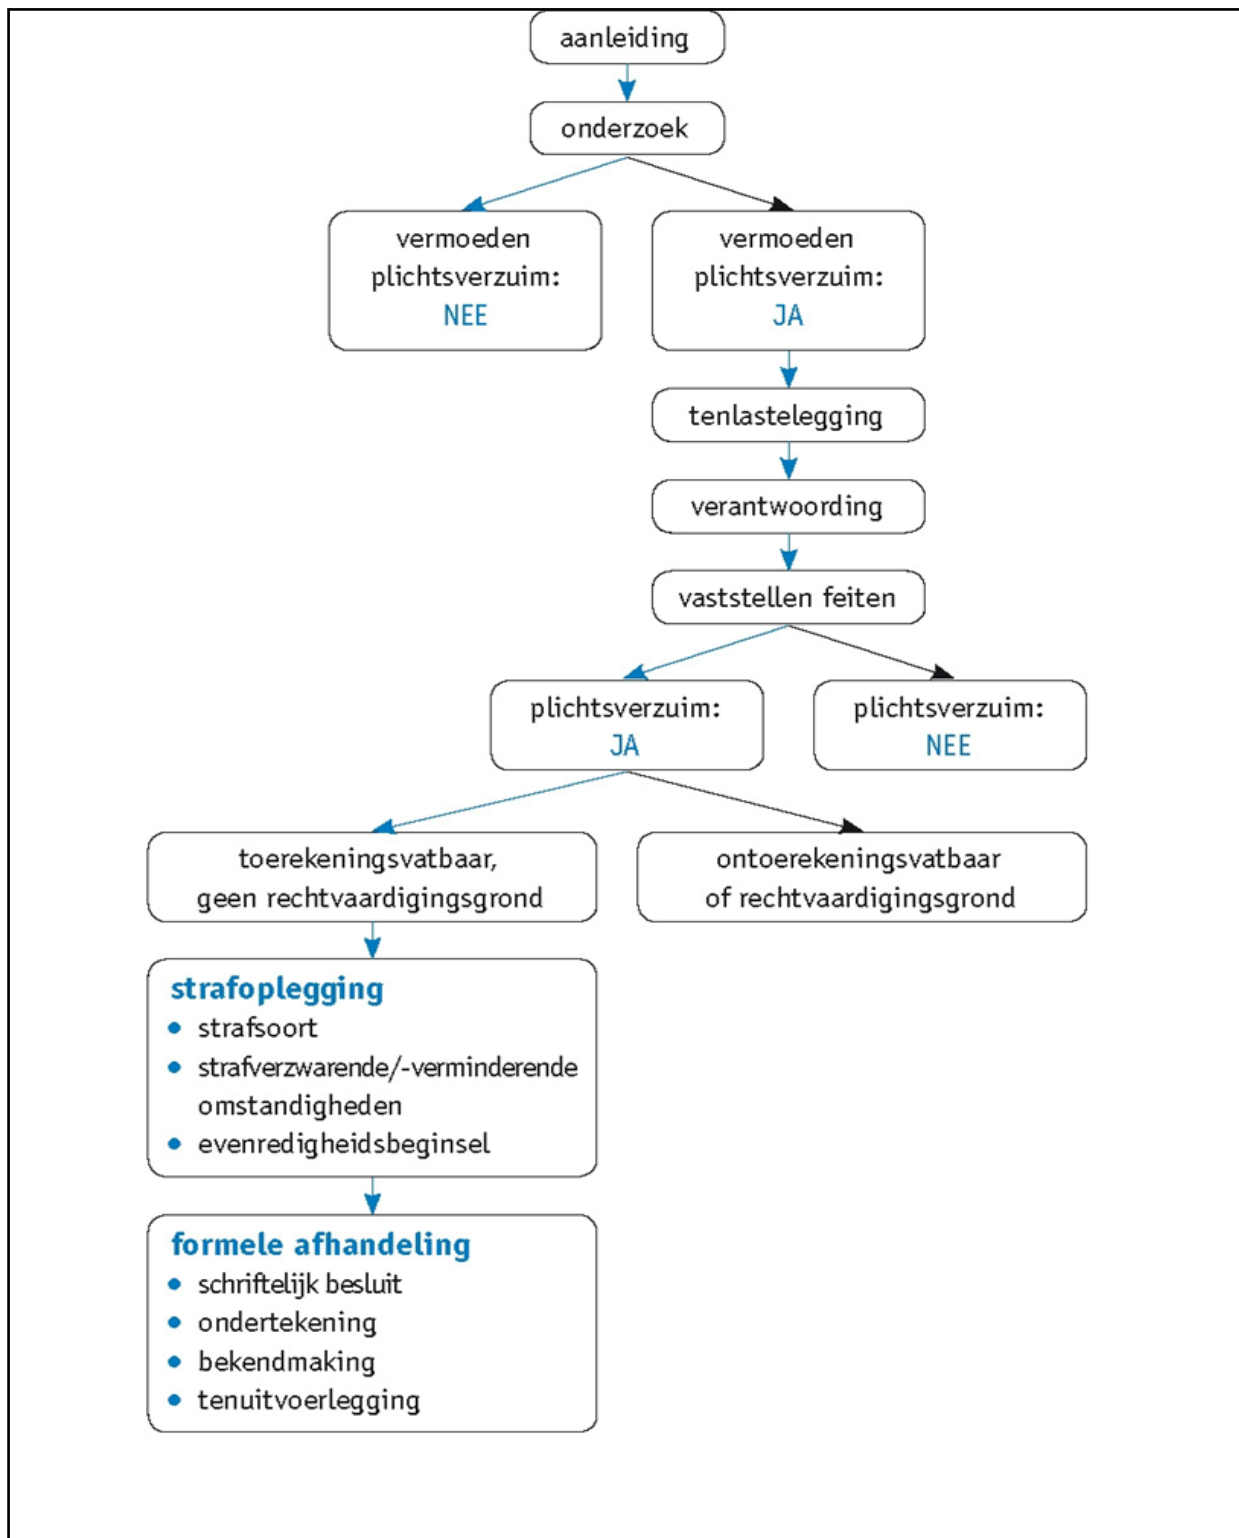 aanleiding
onderzoek
vermoeden
plichtsverzuim:
NEE
vermoeden
plichtsverzuim:
JA
tenlastelegging
verantwoording
vaststellen feiten
plichtsverzuim:
JA
plichtsverzuim:
NEE
toerekeningsvatbaar,
geen rechtvaardigingsgrond
ontoerekeningsvatbaar
of rechtvaardigingsgrond
strafoplegging
• strafsoort
• strafverzwarende/-verminderende
omstandigheden
• evenredigheidsbeginsel
formele afhandeling
• schriftelijk besluit
• ondertekening
• bekendmaking
• tenuitvoerlegging